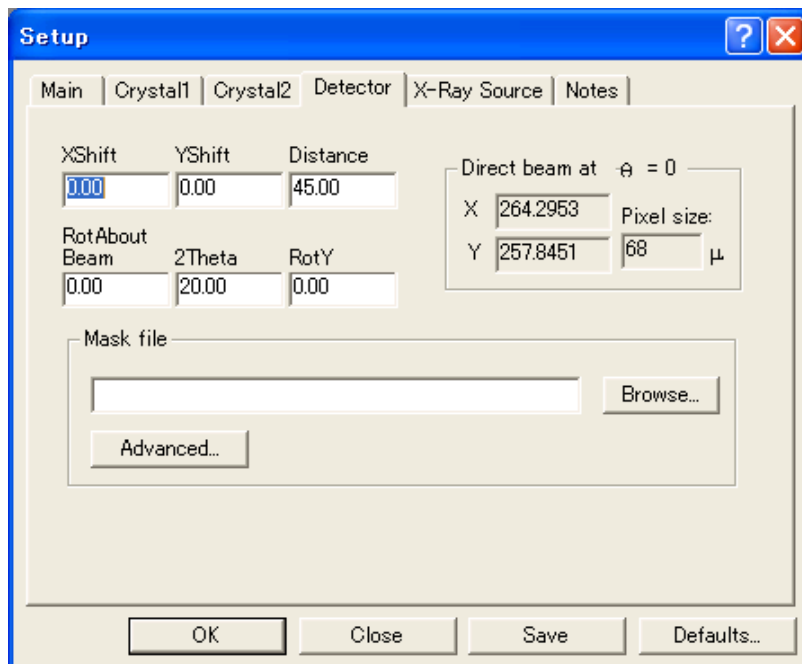 Setup
Main Crystal1 Crystal2 Detector X-Ray Source Notes
XShift YShift Distance
0.00 0.00 45.00
RotAbout
Beam 2Theta RotY
0.00 20.00 0.00
Direct beam at θ = 0
X 264.2953
Pixel size:
Y 257.8451
68 μ
Mask file
Browse...
Advanced...
OK Close Save Defaults...